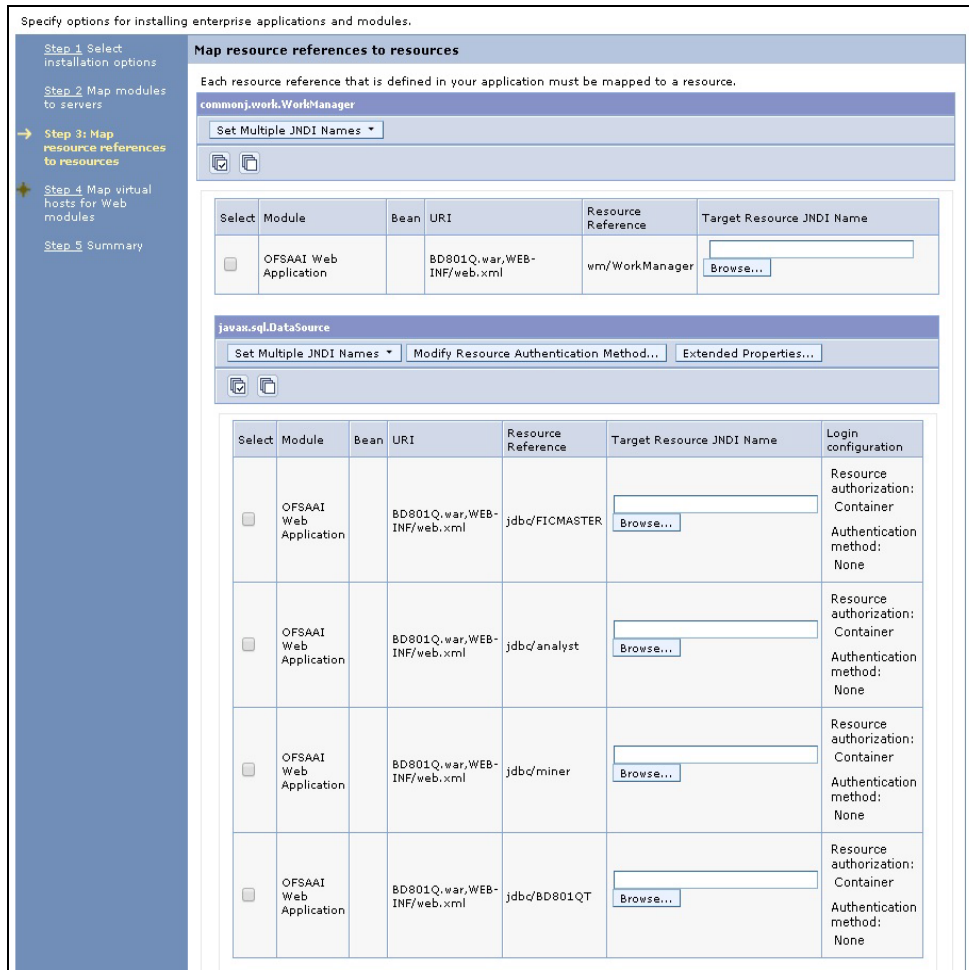 Specify options for installing enterprise applications and modules.
Step 1 Select
installation options
Step 2 Map modules
to servers
Step 3: Map
resource references
to resources
Step 4 Map virtual
hosts for Web
modules
Step 5 Summary
Map resource references to resources
Each resource reference that is defined in your application must be mapped to a resource.
commonj.work.WorkManager
Set Multiple JNDI Names
Select Module Bean URI Resource Reference Target Resource JNDI Name
OFSAAI Web
Application
BD801Q.war,WEB-
INF/web.xml
wm/WorkManager
Browse...
javax.sql.DataSource
Set Multiple JNDI Names Modify Resource Authentication Method... Extended Properties...
Select Module Bean URI Resource Reference Target Resource JNDI Name Login configuration
OFSAAI
Web
Application
BD801Q.war,WEB-
INF/web.xml
jdbc/FICMASTER
Browse...
Resource
authorization:
Container
Authentication
method:
None
OFSAAI
Web
Application
BD801Q.war,WEB-
INF/web.xml
jdbc/analyst
Browse...
Resource
authorization:
Container
Authentication
method:
None
OFSAAI
Web
Application
BD801Q.war,WEB-
INF/web.xml
jdbc/miner
Browse...
Resource
authorization:
Container
Authentication
method:
None
OFSAAI
Web
Application
BD801Q.war,WEB-
INF/web.xml
jdbc/BD801QT
Browse...
Resource
authorization:
Container
Authentication
method:
None